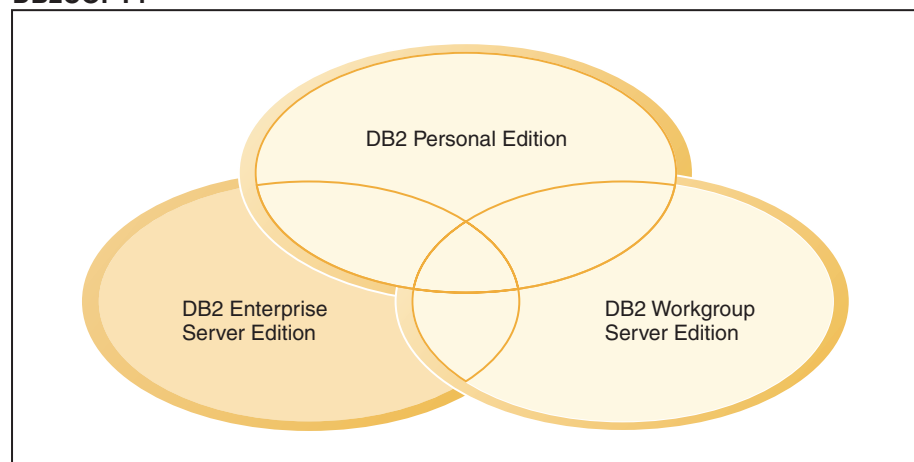 DB2 Personal Edition
DB2 Enterprise
Server Edition
DB2 Workgroup
Server Edition